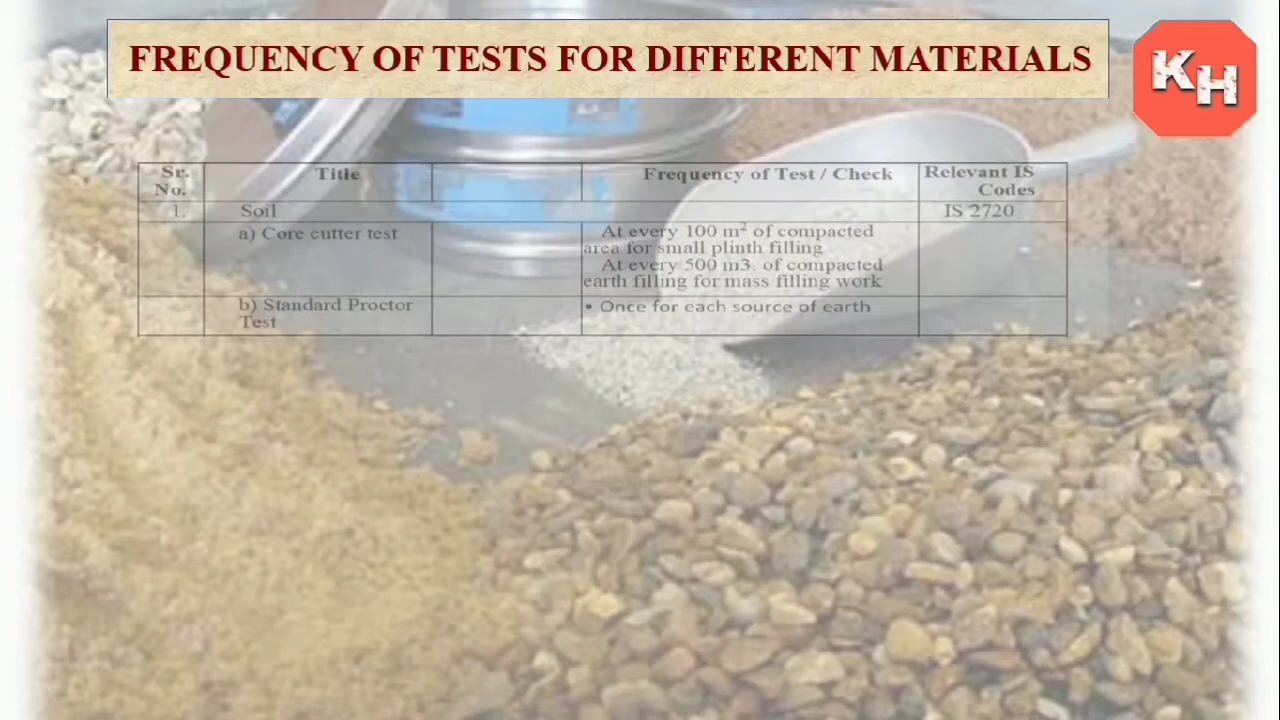 FREQUENCY OF TESTS FOR DIFFERENT MATERIALS
KH
Sr. No. Title Frequency of Test / Check Relevant IS Codes
1. Soil IS 2720
a) Core cutter test
At every 100 m² of compacted
area for small plinth filling
At every 500 m3. of compacted
earth filling for mass filling work
b) Standard Proctor
Test
• Once for each source of earth